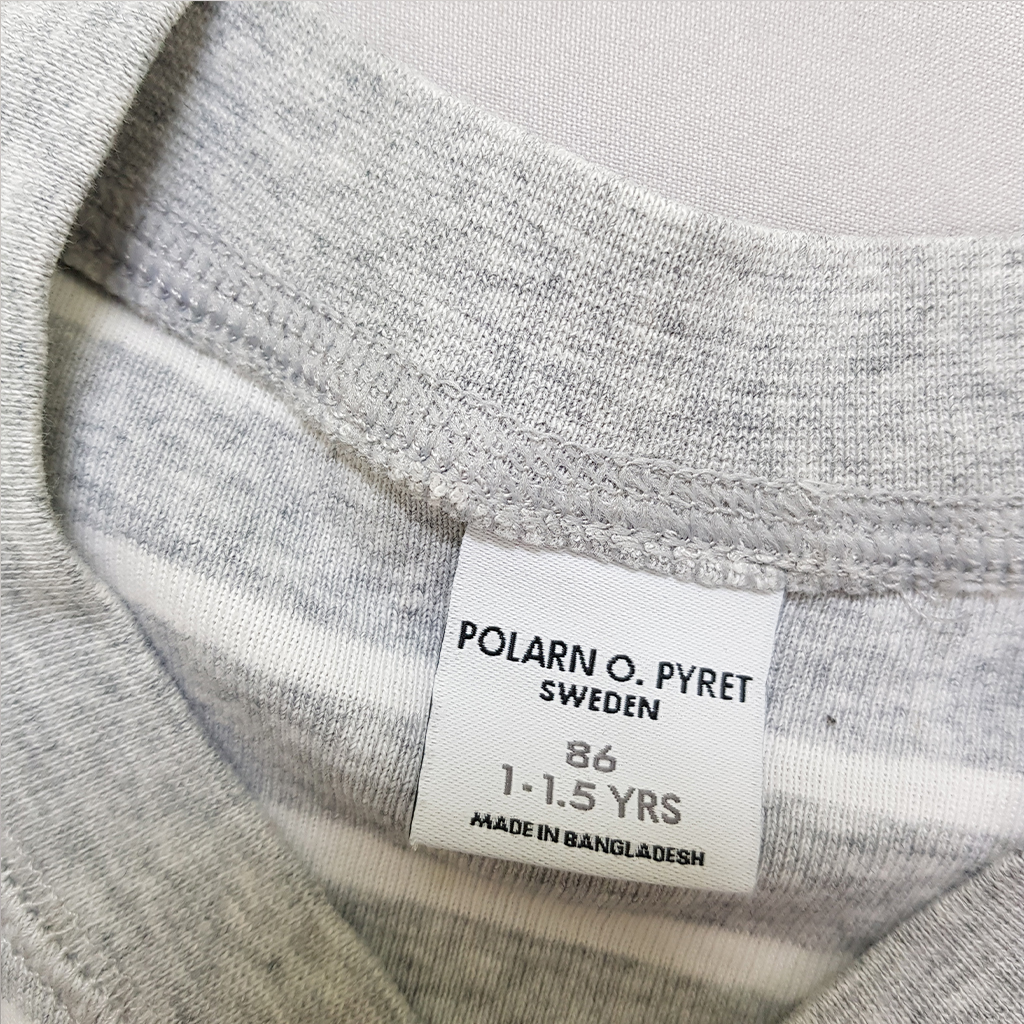 POLARN O. PYRET
SWEDEN
86
1-1.5 YRS
MADE IN BANGLADESH